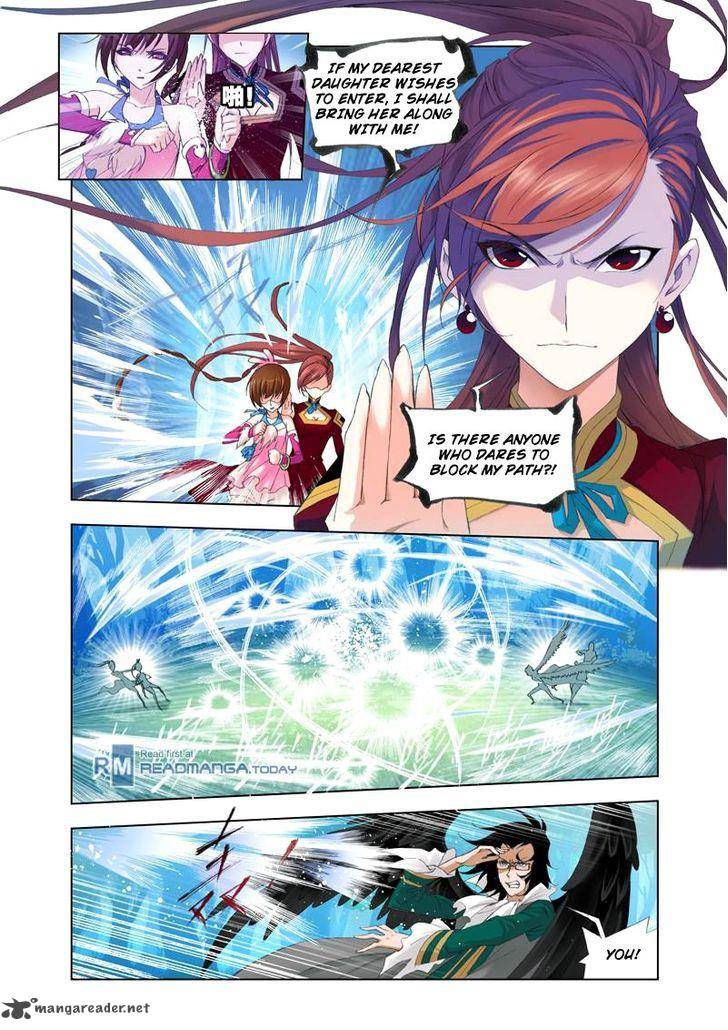 IF MY DEAREST
DAUGHTER WISHES
TO ENTER, I SHALL
BRING HER ALONG
WITH ME!
啪!
IS THERE ANYONE
WHO DARES TO
BLOCK MY PATH?!
RM
Read first at
READMANGA.TODAY
YOU!
mangareader.net